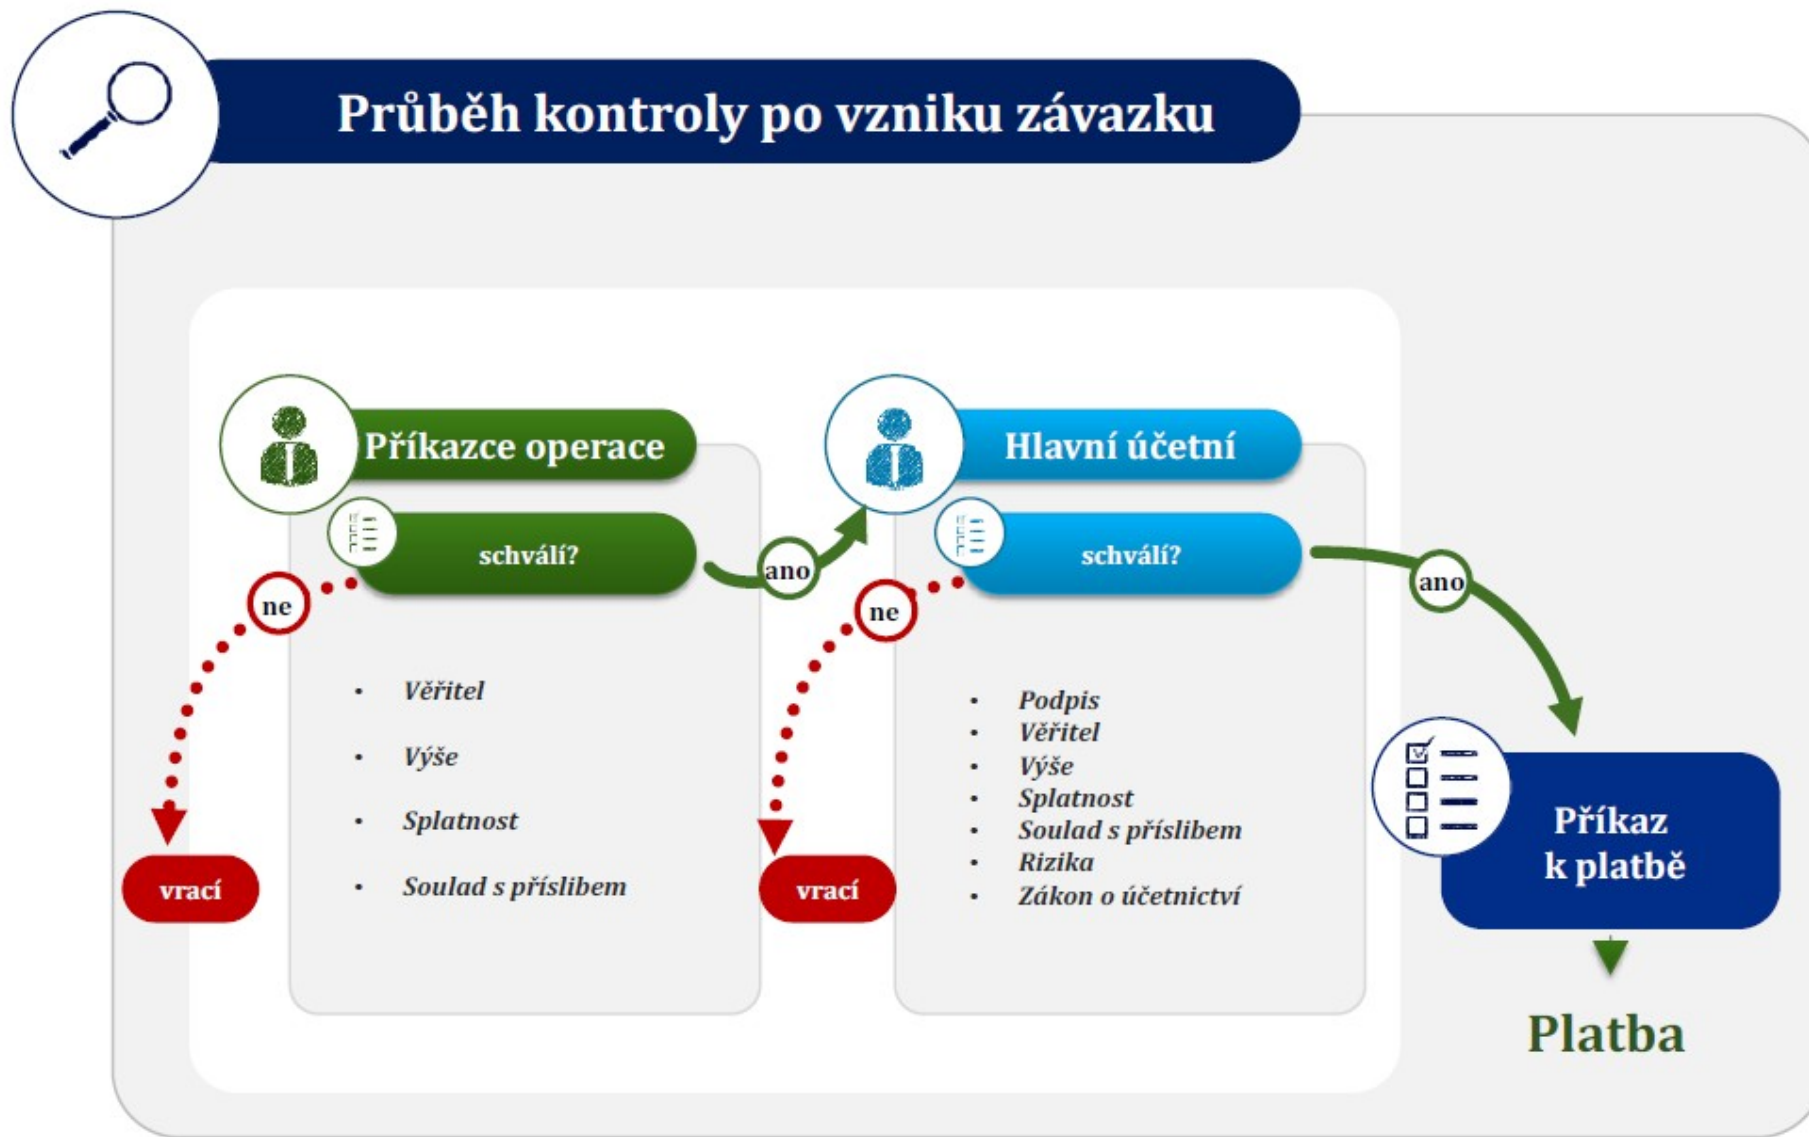 Průběh kontroly po vzniku závazku
Příkazce operace
schválí?
ano
ne
Věřitel
Výše
Splatnost
Soulad s příslibem
vrací
Hlavní účetní
schválí?
ano
ne
Podpis
Věřitel
Výše
Splatnost
Soulad s příslibem
Rizika
Zákon o účetnictví
vrací
Příkaz
k platbě
Platba